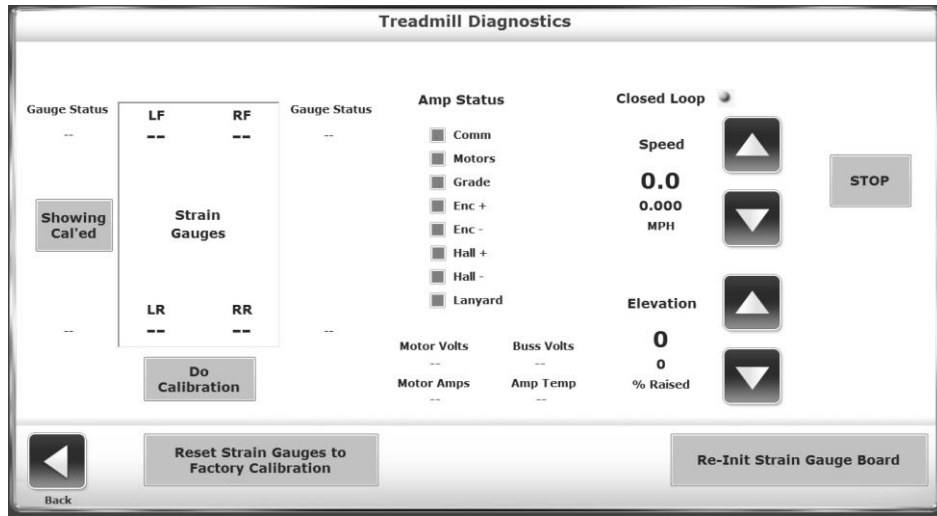 Treadmill Diagnostics
Gauge Status
--
LF
RF
--
--
Gauge Status
--
Showing
Cal'ed
Strain
Gauges
LR
RR
--
--
--
--
Do
Calibration
Amp Status
Comm
Motors
Grade
Enc +
Enc -
Hall +
Hall -
Lanyard
Motor Volts
--
Buss Volts
--
Motor Amps
--
Amp Temp
--
Closed Loop
Speed
0.0
0.000
MPH
Elevation
0
0
% Raised
STOP
Back
Reset Strain Gauges to
Factory Calibration
Re-Init Strain Gauge Board